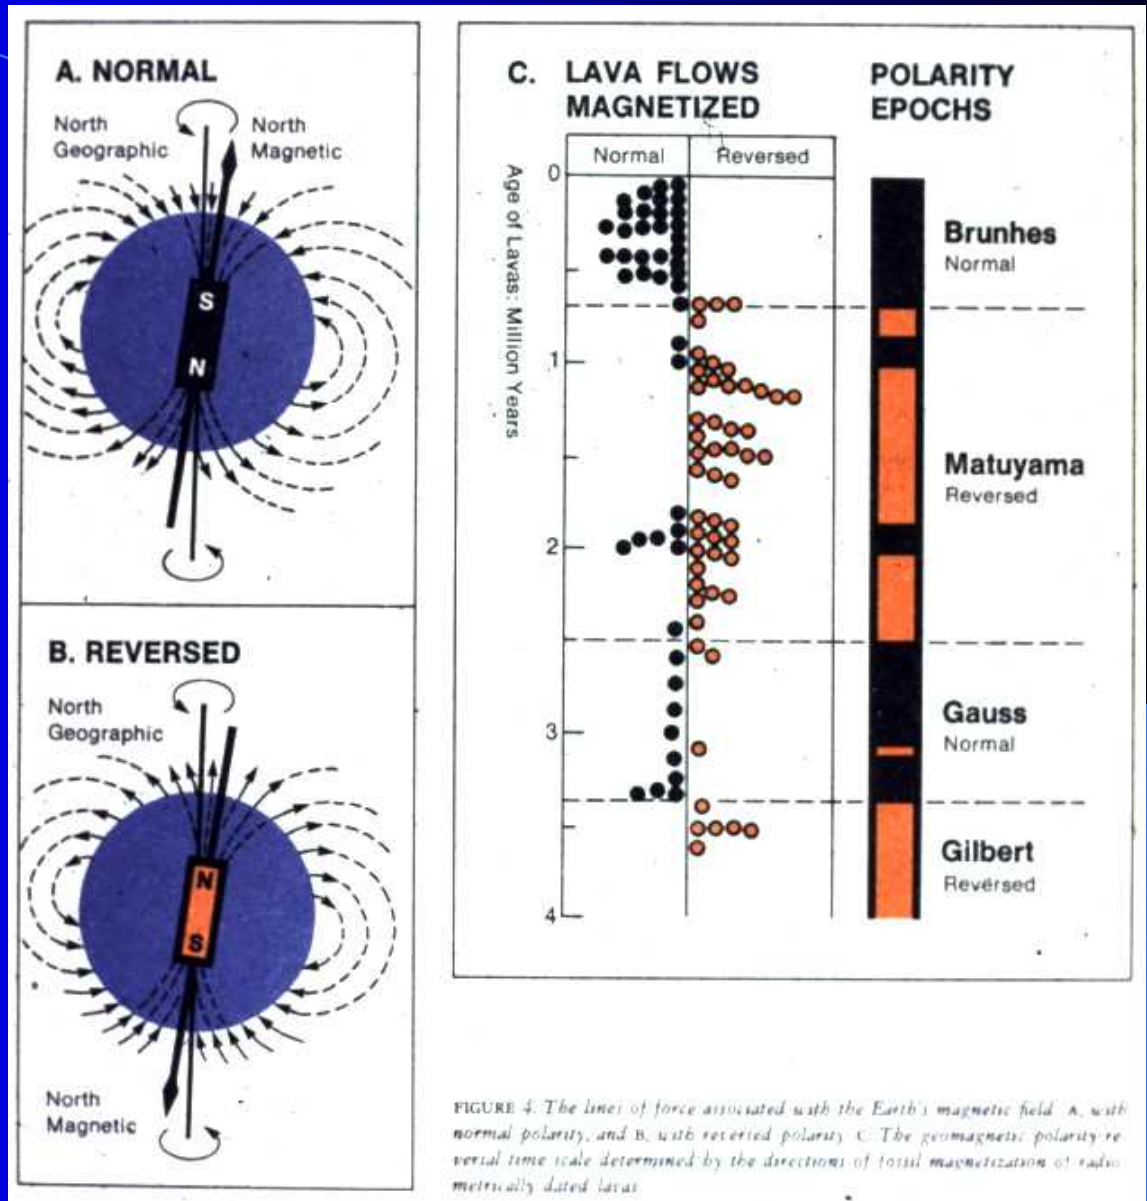 A. NORMAL
North
Geographic
North
Magnetic
S
N
B. REVERSED
North
Geographic
N
S
North
Magnetic
C. LAVA FLOWS
MAGNETIZED
POLARITY
EPOCHS
Normal
Reversed
Age of Lavas: Million Years
0
1
2
3
4
Brunhes
Normal
Matuyama
Reversed
Gauss
Normal
Gilbert
Reversed
FIGURE 4. The lines of force associated with the Earth's magnetic field. A, with
normal polarity, and B, with reversed polarity. C. The geomagnetic polarity re
versal time scale determined by the directions of fossil magnetization of radio
metrically dated lavas